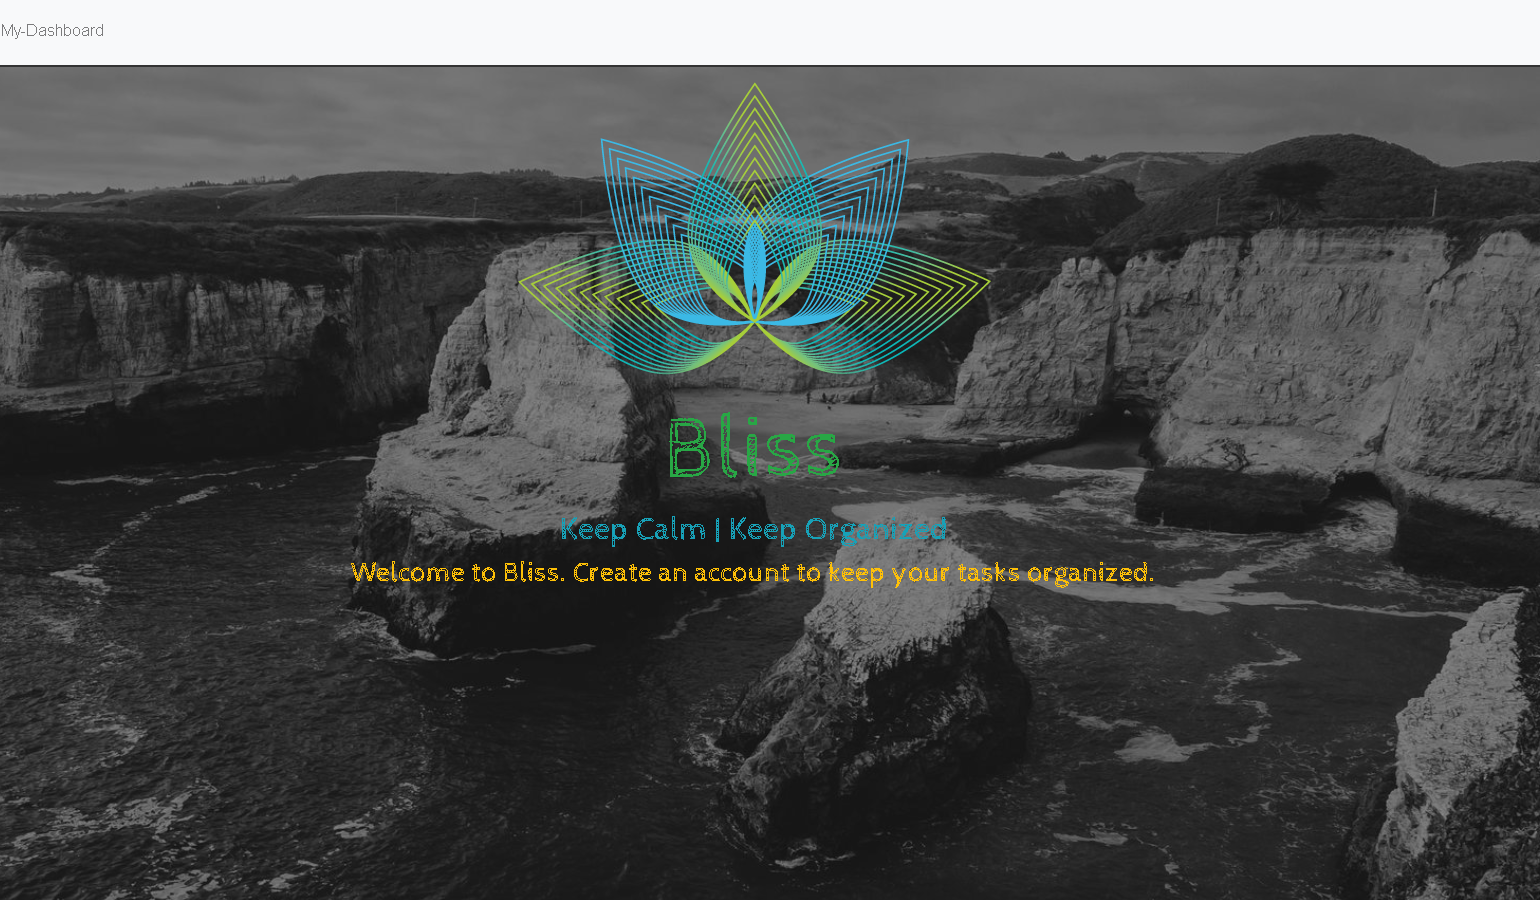 My-Dashboard
Bliss
Keep Calm | Keep Organized
Welcome to Bliss. Create an account to keep your tasks organized.